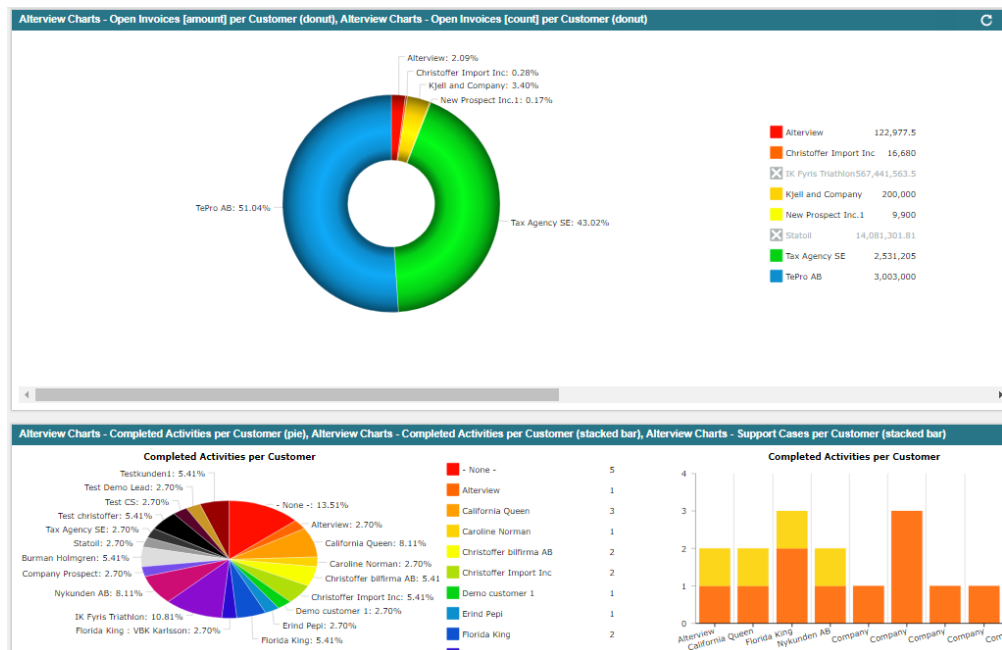 Alterview Charts - Open Invoices [amount] per Customer (donut), Alterview Charts - Open Invoices [count] per Customer (donut)
Alterview: 2.09%
Christoffer Import Inc: 0.28%
Kjell and Company: 3.40%
New Prospect Inc.1: 0.17%
TePro AB: 51.04%
Tax Agency SE: 43.02%
Alterview 122,977.5
Christoffer Import Inc 16,680
IK Fyris Triathlon 567,441,563.5
Kjell and Company 200,000
New Prospect Inc.1 9,900
Statoil 14,081,301.81
Tax Agency SE 2,531,205
TePro AB 3,003,000
Alterview Charts - Completed Activities per Customer (pie), Alterview Charts - Completed Activities per Customer (stacked bar), Alterview Charts - Support Cases per Customer (stacked bar)
Completed Activities per Customer
Testkunden1: 5.41%
Test Demo Lead: 2.70%
Test CS: 2.70%
Test christoffer: 5.41%
Tax Agency SE: 2.70%
Statoil: 2.70%
Burman Holmgren: 5.41%
Company Prospect: 2.70%
Nykunden AB: 8.11%
IK Fyris Triathlon: 10.81%
Florida King : VBK Karlsson: 2.70%
- None -: 13.51%
Alterview: 2.70%
California Queen: 8.11%
Caroline Norman: 2.70%
Christoffer bilfirma AB: 5.41
Christoffer Import Inc: 5.41%
Demo customer 1: 2.70%
Erind Pepi: 2.70%
Florida King: 5.41%
- None - 5
Alterview 1
California Queen 3
Caroline Norman 1
Christoffer bilfirma AB 2
Christoffer Import Inc 2
Demo customer 1 1
Erind Pepi 1
Florida King 2
Completed Activities per Customer
4
3
2
1
0
Alterview
California Queen
Florida King
Nykunden AB
Company
Company
Company
Company
Com